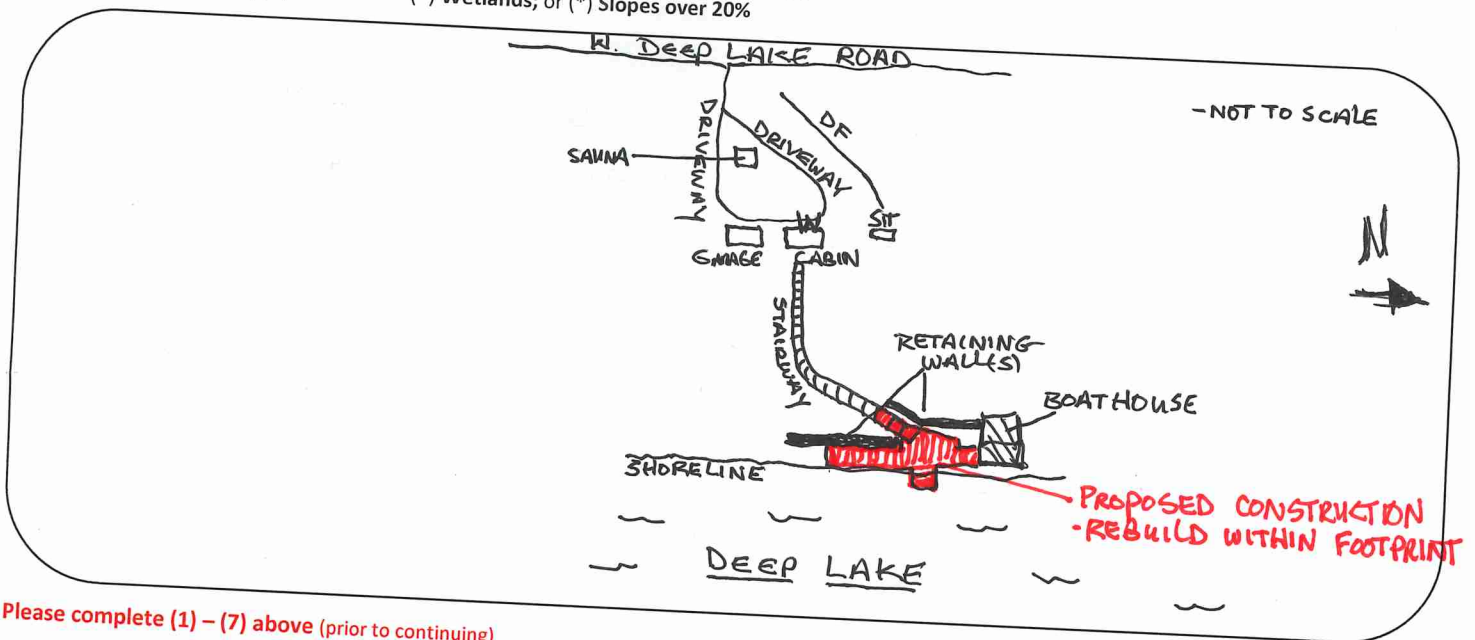 (*) Wetlands; or (*) Slopes over 20%
W. DEEP LAKE ROAD
-NOT TO SCALE
DRIVEWAY
DRIVEWAY
DF
SAUNA
ST
N
GARAGE
CABIN
STAIRWAY
RETAINING
WALL(S)
BOATHOUSE
SHORELINE
PROPOSED CONSTRUCTION
-REBUILD WITHIN FOOTPRINT
DEEP LAKE
Please complete (1) – (7) above (prior to continuing)